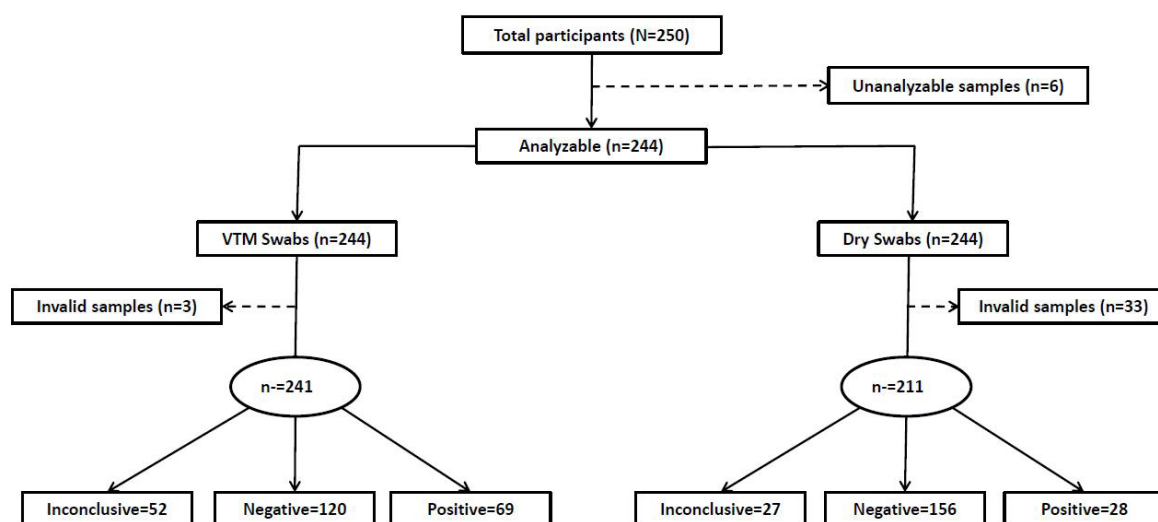 Total participants (N=250)
Unanalyzable samples (n=6)
Analyzable (n=244)
VTM Swabs (n=244)
Dry Swabs (n=244)
Invalid samples (n=3)
Invalid samples (n=33)
n-=241
n-=211
Inconclusive=52
Negative=120
Positive=69
Inconclusive=27
Negative=156
Positive=28